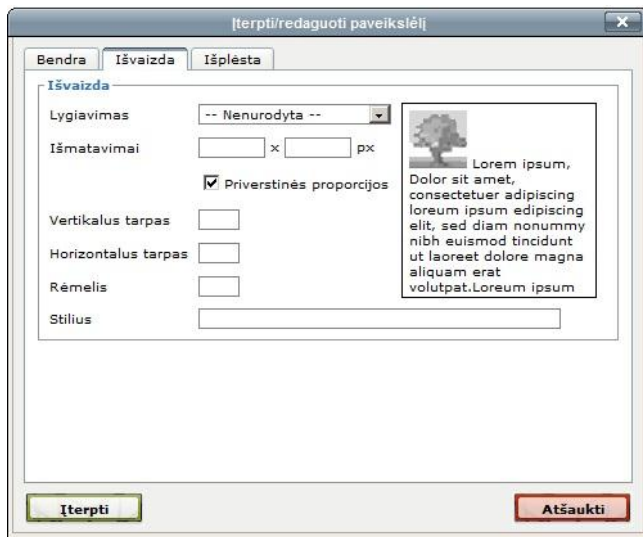 Įterpti/redaguoti paveikslėlį
Bendra Išvaizda Išplėsta
Išvaizda
Lygiavimas -- Nenurodyta --
Išmatavimai x px
Priverstinės proporcijos
Vertikalus tarpas
Horizontalus tarpas
Rėmelis
Stilius
Lorem ipsum,
Dolor sit amet,
consectetuer adipiscing
loreum ipsum edipiscing
elit, sed diam nonummy
nibh euismod tincidunt
ut laoreet dolore magna
aliquam erat
volutpat.Loreum ipsum
Įterpti Atšaukti